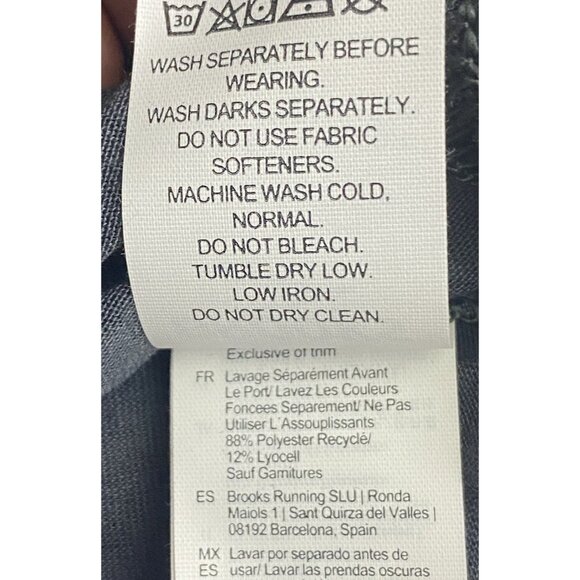 30
WASH SEPARATELY BEFORE
WEARING.
WASH DARKS SEPARATELY.
DO NOT USE FABRIC
SOFTENERS.
MACHINE WASH COLD,
NORMAL.
DO NOT BLEACH.
TUMBLE DRY LOW.
LOW IRON.
DO NOT DRY CLEAN.
Exclusive of trim
FR Lavage Séparément Avant
Le Port/ Lavez Les Couleurs
Foncees Separement/ Ne Pas
Utiliser L´Assouplissants
88% Polyester Recyclé/
12% Lyocell
Sauf Garnitures
ES Brooks Running SLU | Ronda
Maiols 1 | Sant Quirza del Valles |
08192 Barcelona, Spain
MX Lavar por separado antes de
ES usar/ Lavar las prendas oscuras